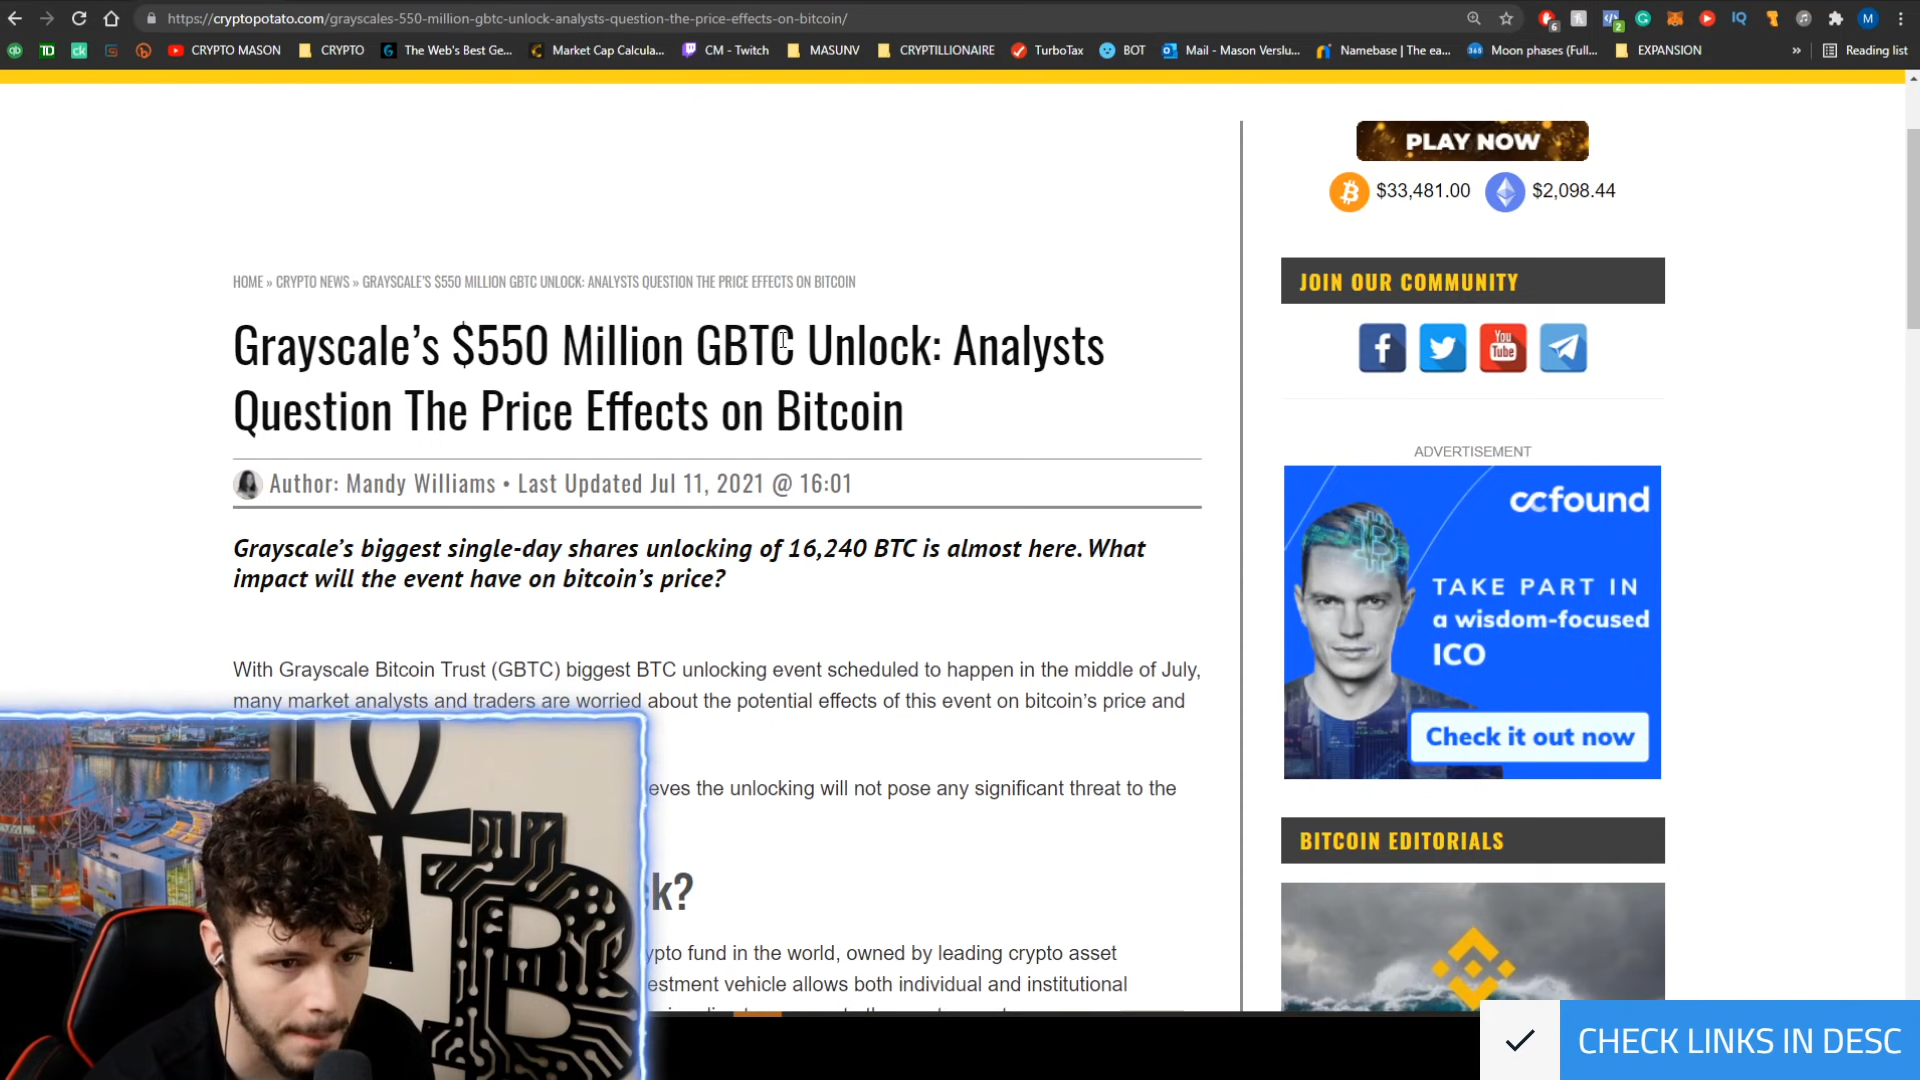 https://cryptopotato.com/grayscales-550-million-gbtc-unlock-analysts-question-the-price-effects-on-bitcoin/
CRYPTO MASON CRYPTO The Web's Best Ge... Market Cap Calcula... CM - Twitch MASUNV CRYPTILLIONAIRE TurboTax BOT Mail - Mason Verslu... Namebase | The ea... Moon phases (Full... EXPANSION » Reading list
PLAY NOW
$33,481.00 $2,098.44
HOME » CRYPTO NEWS » GRAYSCALE'S $550 MILLION GBTC UNLOCK: ANALYSTS QUESTION THE PRICE EFFECTS ON BITCOIN
Grayscale's $550 Million GBTC Unlock: Analysts
Question The Price Effects on Bitcoin
Author: Mandy Williams • Last Updated Jul 11, 2021 @ 16:01
Grayscale's biggest single-day shares unlocking of 16,240 BTC is almost here. What
impact will the event have on bitcoin's price?
With Grayscale Bitcoin Trust (GBTC) biggest BTC unlocking event scheduled to happen in the middle of July,
many market analysts and traders are worried about the potential effects of this event on bitcoin's price and
eves the unlocking will not pose any significant threat to the
k?
ypto fund in the world, owned by leading crypto asset
estment vehicle allows both individual and institutional
JOIN OUR COMMUNITY
You
Tube
ADVERTISEMENT
ccfound
TAKE PART IN
a wisdom-focused
ICO
Check it out now
BITCOIN EDITORIALS
CHECK LINKS IN DESC